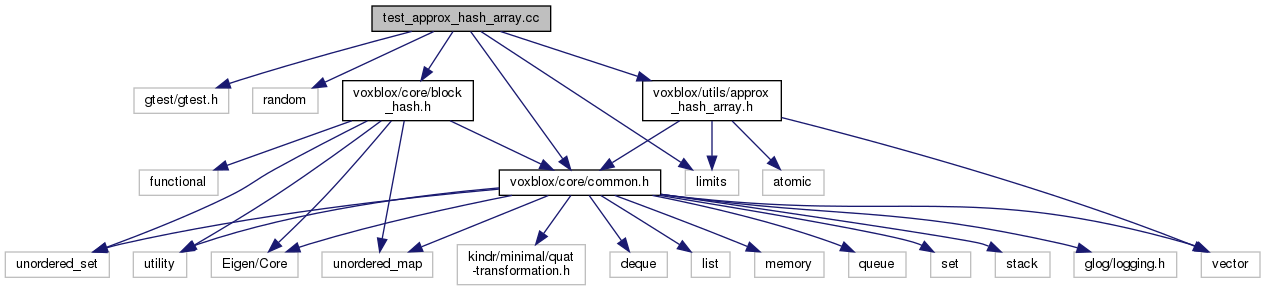 test_approx_hash_array.cc
gtest/gtest.h
random
voxblox/core/block
_hash.h
voxblox/utils/approx
_hash_array.h
functional
voxblox/core/common.h
limits
atomic
unordered_set
utility
Eigen/Core
unordered_map
kindr/minimal/quat
-transformation.h
deque
list
memory
queue
set
stack
glog/logging.h
vector